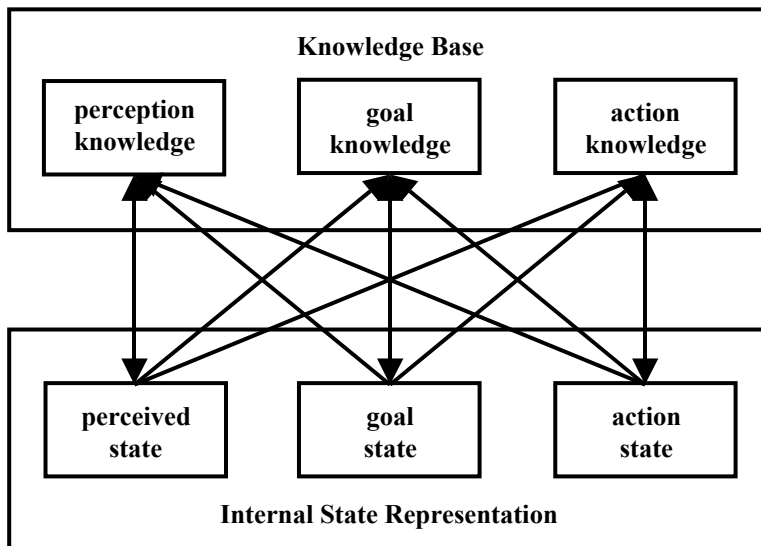 Knowledge Base
perception
knowledge
goal
knowledge
action
knowledge
perceived
state
goal
state
action
state
Internal State Representation